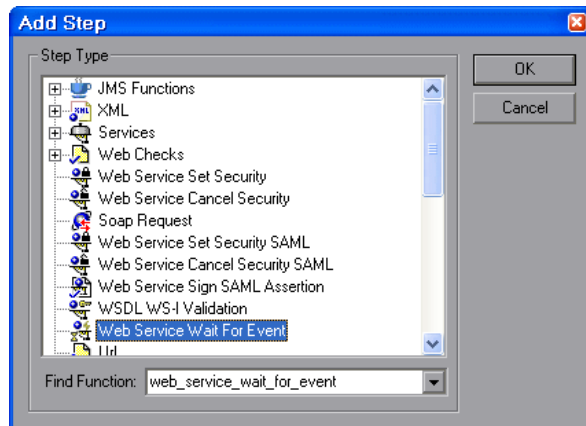 Add Step
Step Type
OK
Cancel
JMS Functions
XML
Services
Web Checks
Web Service Set Security
Web Service Cancel Security
Soap Request
Web Service Set Security SAML
Web Service Cancel Security SAML
Web Service Sign SAML Assertion
WSDL WS-I Validation
Web Service Wait For Event
Url
Find Function: web_service_wait_for_event